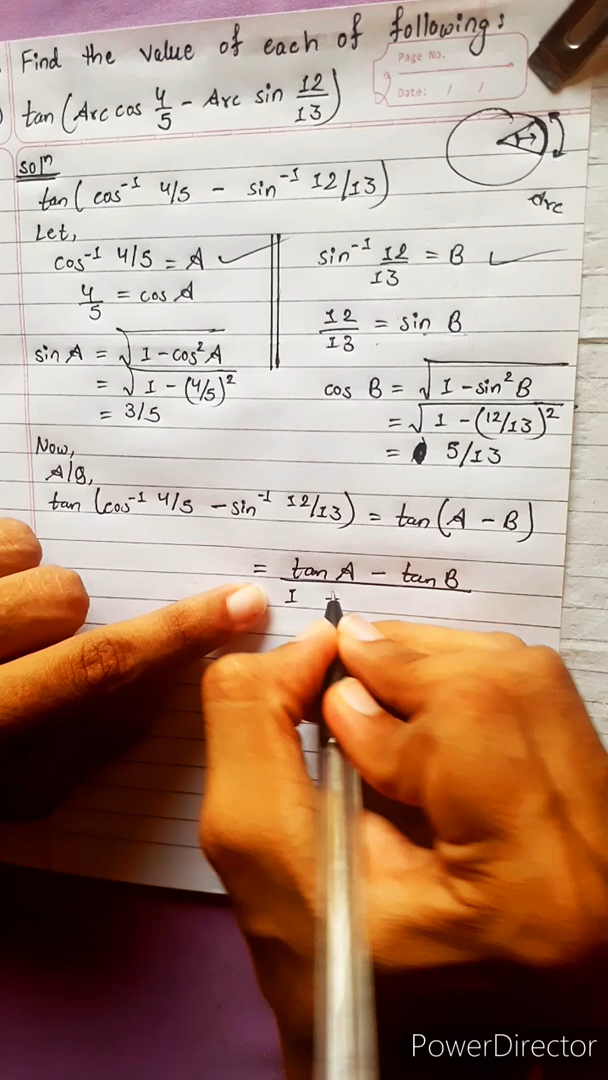 Find the value of each of following:
Page No.
Date: / /
tan(Arc cos 4/5 - Arc sin 12/13)
Solⁿ
tan(cos⁻¹ 4/5 - sin⁻¹ 12/13)
Arc
Let,
cos⁻¹ 4/5 = A ✓
4/5 = cos A
sin A = √(1-cos²A)
= √(1-(4/5)²)
= 3/5
sin⁻¹ 12/13 = B ✓
12/13 = sin B
cos B = √(1-sin²B)
= √(1-(12/13)²)
= 5/13
Now,
A/Q,
tan (cos⁻¹ 4/5 - sin⁻¹ 12/13) = tan(A - B)
= tan A - tan B
1 +
PowerDirector